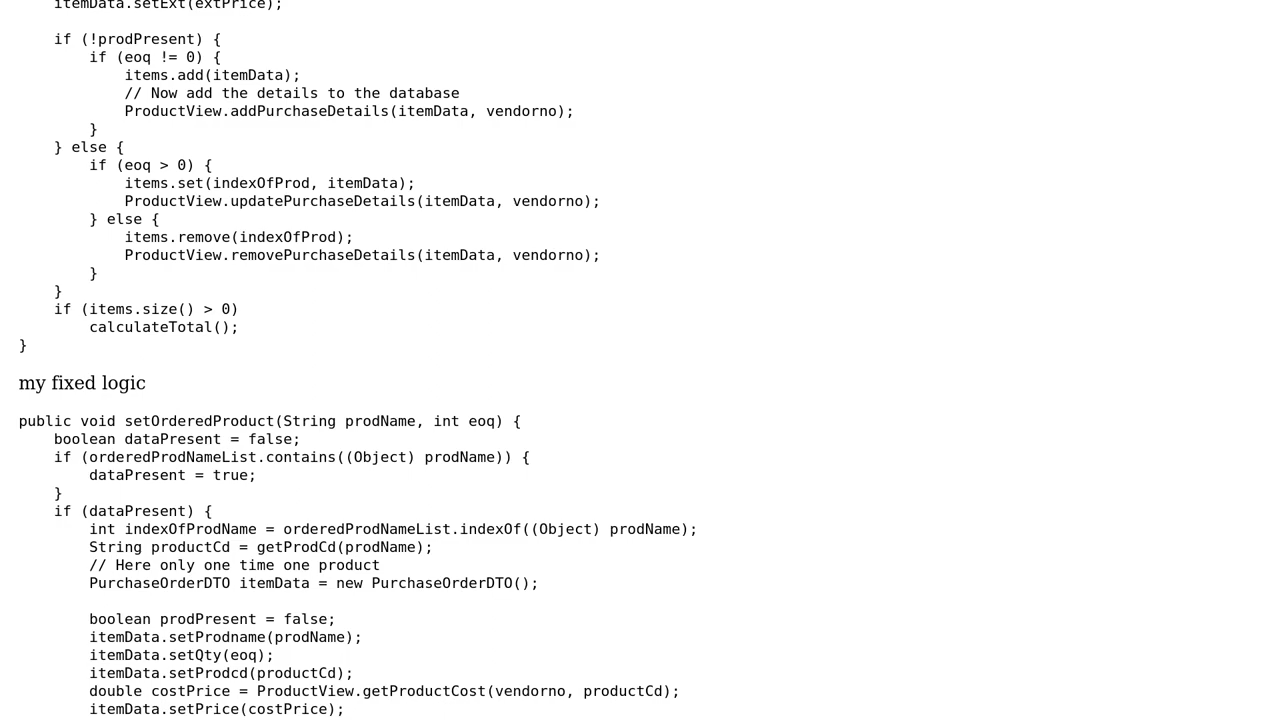 itemData.setExt(extPrice);
if (!prodPresent) {
if (eoq != 0) {
items.add(itemData);
// Now add the details to the database
ProductView.addPurchaseDetails(itemData, vendorno);
}
} else {
if (eoq > 0) {
items.set(indexOfProd, itemData);
ProductView.updatePurchaseDetails(itemData, vendorno);
} else {
items.remove(indexOfProd);
ProductView.removePurchaseDetails(itemData, vendorno);
}
}
if (items.size() > 0)
calculateTotal();
}
my fixed logic
public void setOrderedProduct(String prodName, int eoq) {
boolean dataPresent = false;
if (orderedProdNameList.contains((Object) prodName)) {
dataPresent = true;
}
if (dataPresent) {
int indexOfProdName = orderedProdNameList.indexOf((Object) prodName);
String productCd = getProdCd(prodName);
// Here only one time one product
PurchaseOrderDTO itemData = new PurchaseOrderDTO();
boolean prodPresent = false;
itemData.setProdname(prodName);
itemData.setQty(eoq);
itemData.setProdcd(productCd);
double costPrice = ProductView.getProductCost(vendorno, productCd);
itemData.setPrice(costPrice);